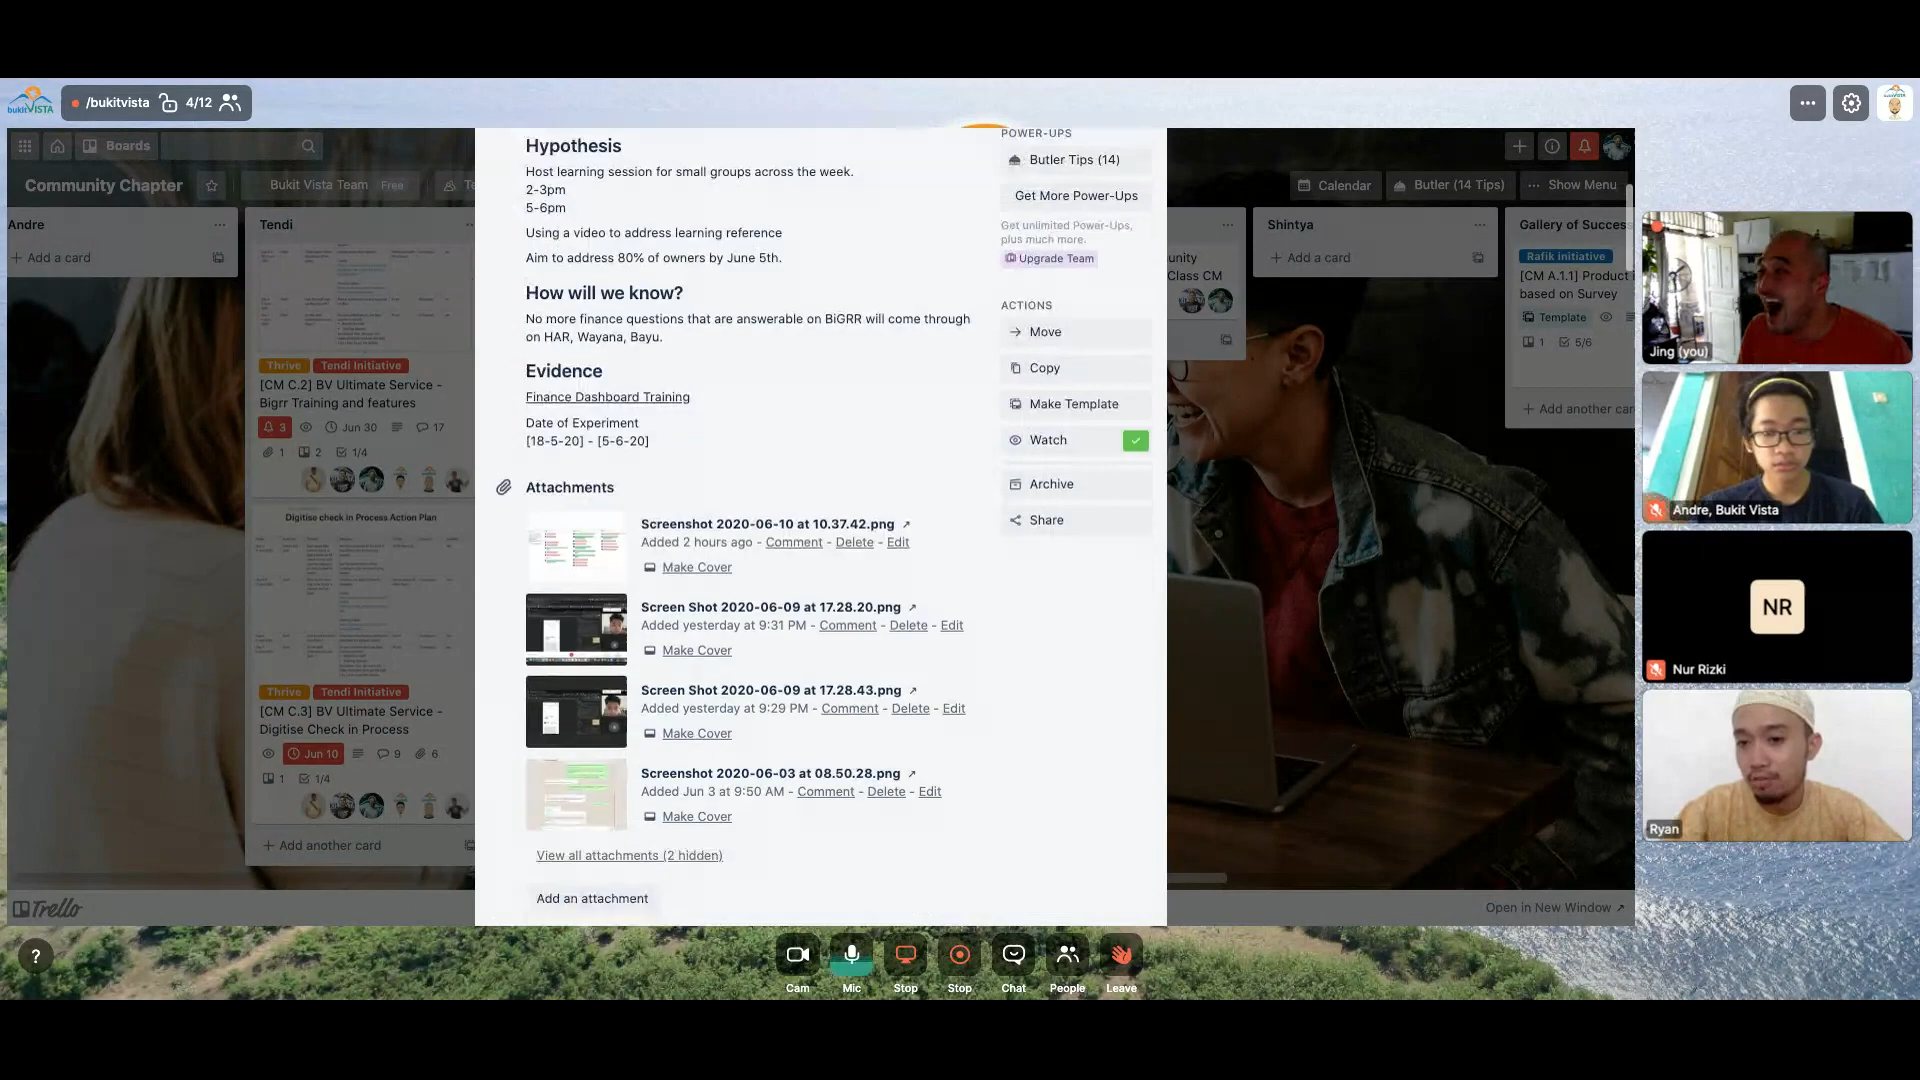 bukitVISTA
/bukitvista 4/12
Boards
Community Chapter
Bukit Vista Team Free
Te
Calendar
Butler (14 Tips)
Show Menu
Andre
+ Add a card
Tendi
Thrive Tendi Initiative
[CM C.2] BV Ultimate Service -
Bigrr Training and features
3 Jun 30 17
1 2 1/4
Digitise check in Process Action Plan
Thrive Tendi Initiative
[CM C.3] BV Ultimate Service -
Digitise Check in Process
Jun 10 9 6
1 1/4
+ Add another card
Trello
Hypothesis
Host learning session for small groups across the week.
2-3pm
5-6pm
Using a video to address learning reference
Aim to address 80% of owners by June 5th.
How will we know?
No more finance questions that are answerable on BiGRR will come through
on HAR, Wayana, Bayu.
Evidence
Finance Dashboard Training
Date of Experiment
[18-5-20] - [5-6-20]
Attachments
Screenshot 2020-06-10 at 10.37.42.png ↗
Added 2 hours ago - Comment - Delete - Edit
Make Cover
Screen Shot 2020-06-09 at 17.28.20.png ↗
Added yesterday at 9:31 PM - Comment - Delete - Edit
Make Cover
Screen Shot 2020-06-09 at 17.28.43.png ↗
Added yesterday at 9:29 PM - Comment - Delete - Edit
Make Cover
Screenshot 2020-06-03 at 08.50.28.png ↗
Added Jun 3 at 9:50 AM - Comment - Delete - Edit
Make Cover
View all attachments (2 hidden)
Add an attachment
POWER-UPS
Butler Tips (14)
Get More Power-Ups
Get unlimited Power-Ups,
plus much more.
Upgrade Team
ACTIONS
Move
Copy
Make Template
Watch
Archive
Share
unity
Class CM
Shintya
+ Add a card
Gallery of Success
Rafik initiative
[CM A.1.1] Product
based on Survey
Template
1 5/6
+ Add another car
Open in New Window ↗
Jing (you)
Andre, Bukit Vista
NR
Nur Rizki
Ryan
?
Cam
Mic
Stop
Stop
Chat
People
Leave